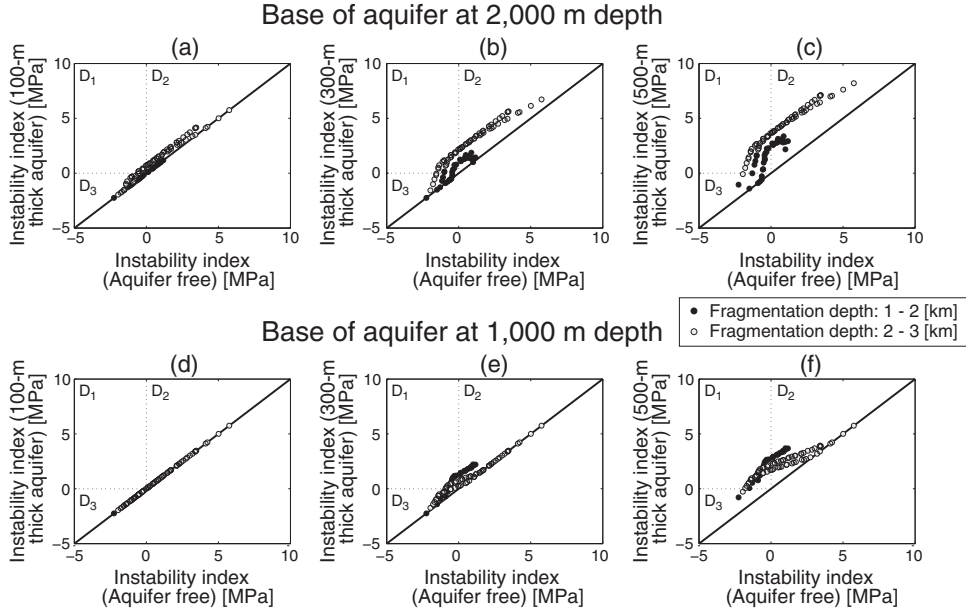 Base of aquifer at 2,000 m depth
(a)
Instability index (100-m
thick aquifer) [MPa]
10
5
0
−5
D1
D2
D3
−5
0
5
10
Instability index
(Aquifer free) [MPa]
(b)
Instability index (300-m
thick aquifer) [MPa]
10
5
0
−5
D1
D2
D3
−5
0
5
10
Instability index
(Aquifer free) [MPa]
(c)
Instability index (500-m
thick aquifer) [MPa]
10
5
0
−5
D1
D2
D3
−5
0
5
10
Instability index
(Aquifer free) [MPa]
Fragmentation depth: 1 - 2 [km]
Fragmentation depth: 2 - 3 [km]
Base of aquifer at 1,000 m depth
(d)
Instability index (100-m
thick aquifer) [MPa]
10
5
0
−5
D1
D2
D3
−5
0
5
10
Instability index
(Aquifer free) [MPa]
(e)
Instability index (300-m
thick aquifer) [MPa]
10
5
0
−5
D1
D2
D3
−5
0
5
10
Instability index
(Aquifer free) [MPa]
(f)
Instability index (500-m
thick aquifer) [MPa]
10
5
0
−5
D1
D2
D3
−5
0
5
10
Instability index
(Aquifer free) [MPa]